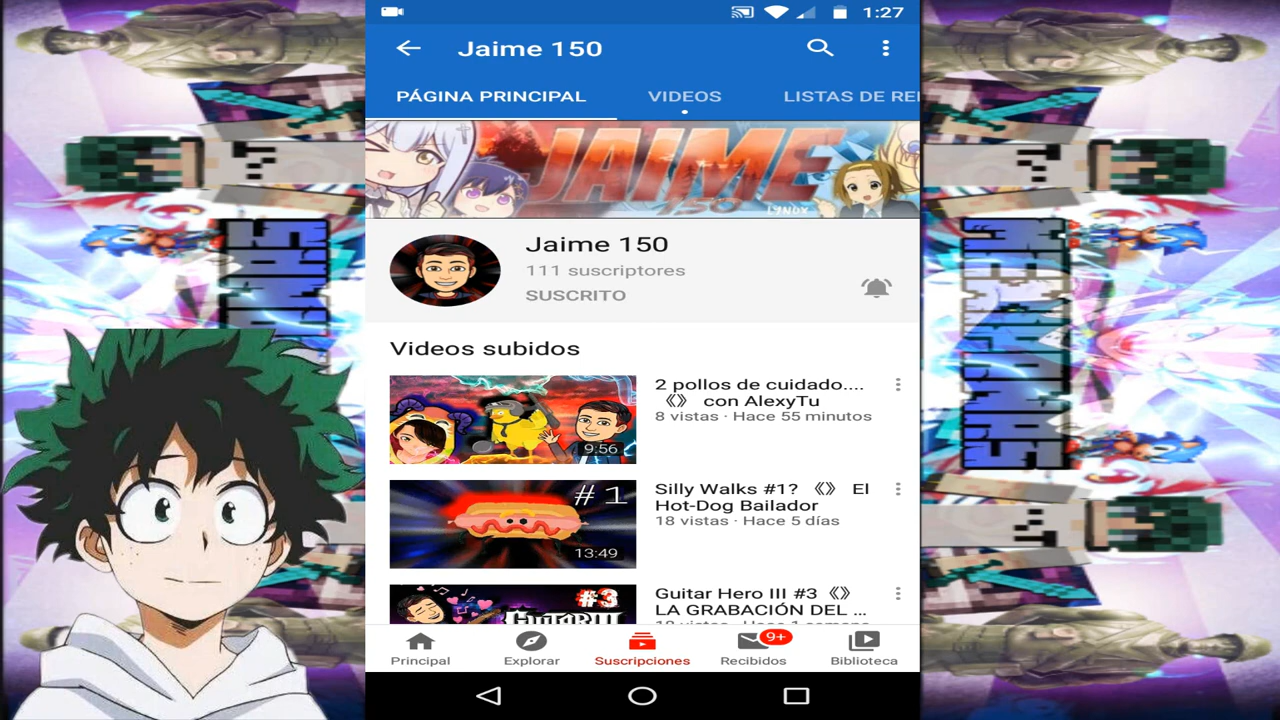 1:27
Jaime 150
PÁGINA PRINCIPAL VIDEOS LISTAS DE RE
JAIME
150
LYNUX
Jaime 150
111 suscriptores
SUSCRITO
Videos subidos
2 pollos de cuidado....
《》 con AlexyTu
8 vistas · Hace 55 minutos
9:56
#1
Silly Walks #1? 《》 El
Hot-Dog Bailador
18 vistas · Hace 5 días
13:49
#3
Guitar Hero III #3 《》
LA GRABACIÓN DEL ...
Principal Explorar Suscripciones Recibidos Biblioteca
9+